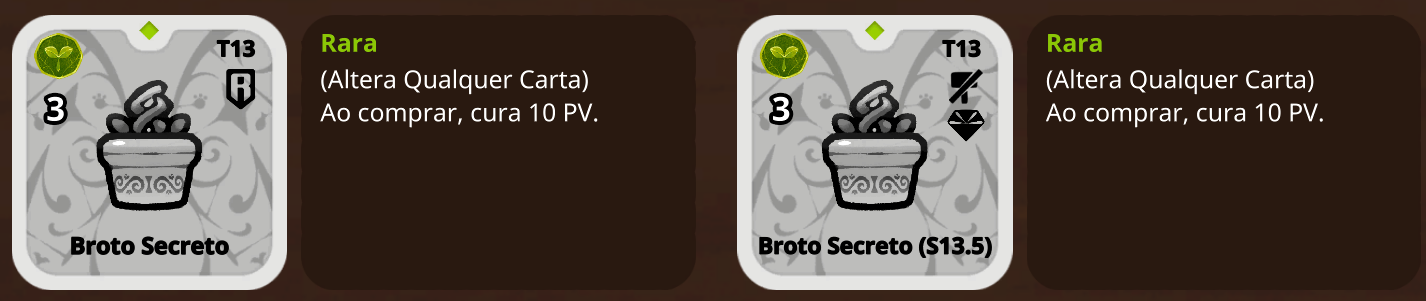 T13
R
3
Broto Secreto
Rara
(Altera Qualquer Carta)
Ao comprar, cura 10 PV.
T13
3
Broto Secreto (S13.5)
Rara
(Altera Qualquer Carta)
Ao comprar, cura 10 PV.